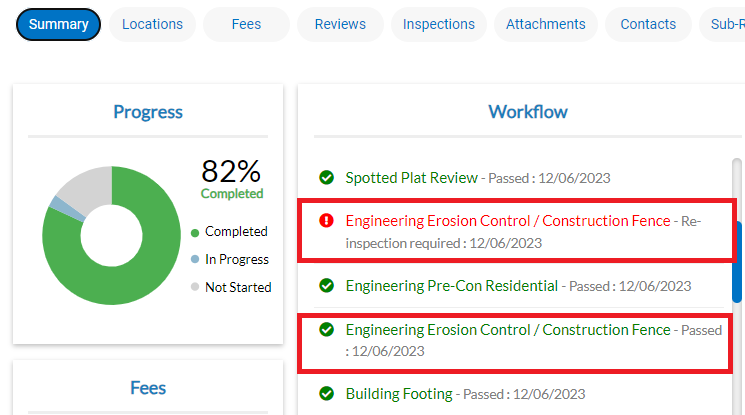 Summary
Locations
Fees
Reviews
Inspections
Attachments
Contacts
Sub-R
Progress
82%
Completed
Completed
In Progress
Not Started
Fees
Workflow
Spotted Plat Review - Passed : 12/06/2023
Engineering Erosion Control / Construction Fence - Re-
inspection required : 12/06/2023
Engineering Pre-Con Residential - Passed : 12/06/2023
Engineering Erosion Control / Construction Fence - Passed
: 12/06/2023
Building Footing - Passed : 12/06/2023